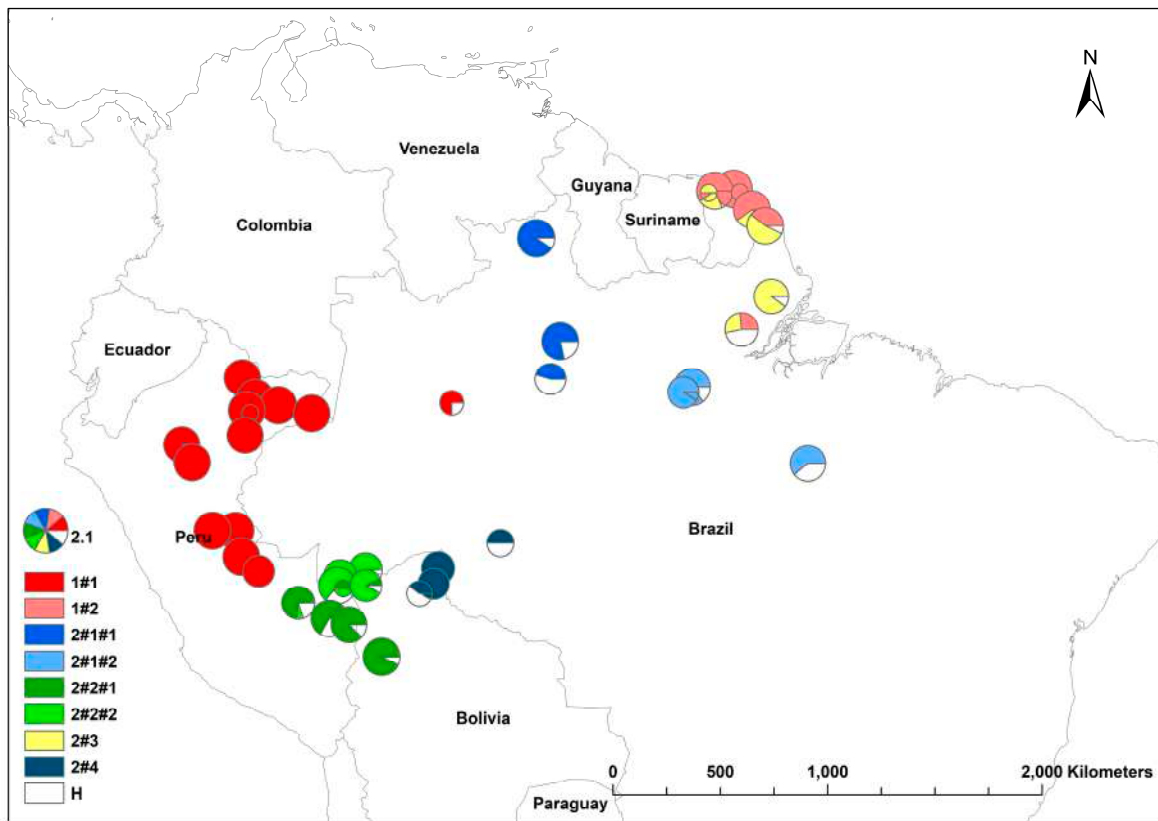 N
Venezuela
Guyana
Suriname
Colombia
Ecuador
Peru
Brazil
Bolivia
Paraguay
2.1
1#1
1#2
2#1#1
2#1#2
2#2#1
2#2#2
2#3
2#4
H
0 500 1,000 2,000 Kilometers